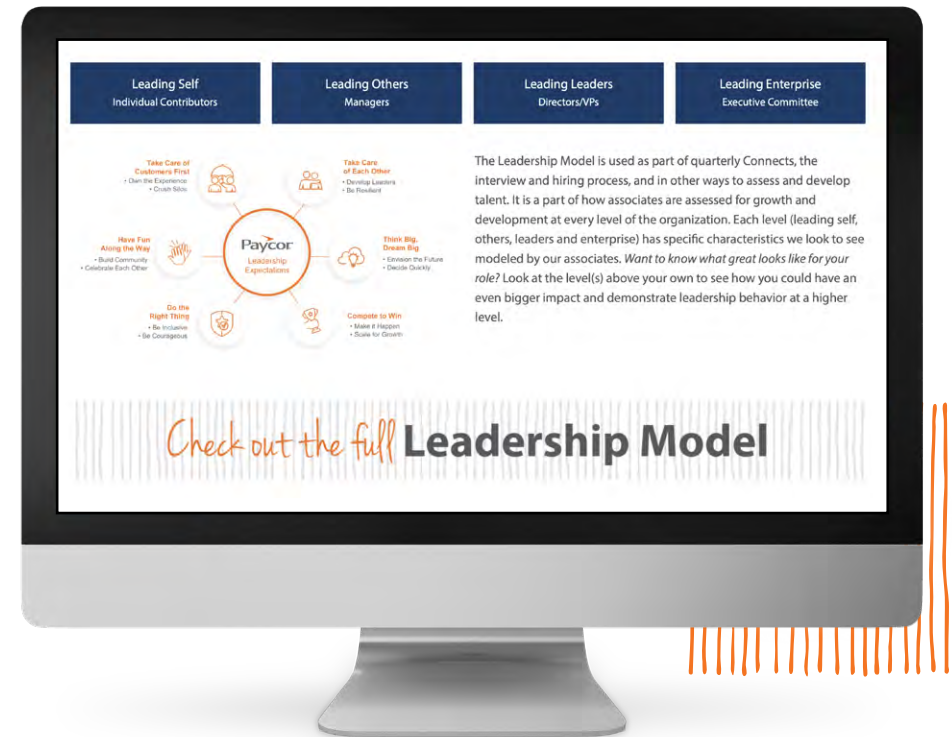 Leading Self
Individual Contributors
Leading Others
Managers
Leading Leaders
Directors/VPs
Leading Enterprise
Executive Committee
Take Care of
Customers First
• Own the Experience
• Crush Silos
Take Care
of Each Other
• Develop Leaders
• Be Resilient
Have Fun
Along the Way
• Build Community
• Celebrate Each Other
Paycor
Leadership
Expectations
Think Big,
Dream Big
• Envision the Future
• Decide Quickly
Do the
Right Thing
• Be Inclusive
• Be Courageous
Compete to Win
• Make it Happen
• Scale for Growth
The Leadership Model is used as part of quarterly Connects, the
interview and hiring process, and in other ways to assess and develop
talent. It is a part of how associates are assessed for growth and
development at every level of the organization. Each level (leading self,
others, leaders and enterprise) has specific characteristics we look to see
modeled by our associates. Want to know what great looks like for your
role? Look at the level(s) above your own to see how you could have an
even bigger impact and demonstrate leadership behavior at a higher
level.
Check out the full Leadership Model